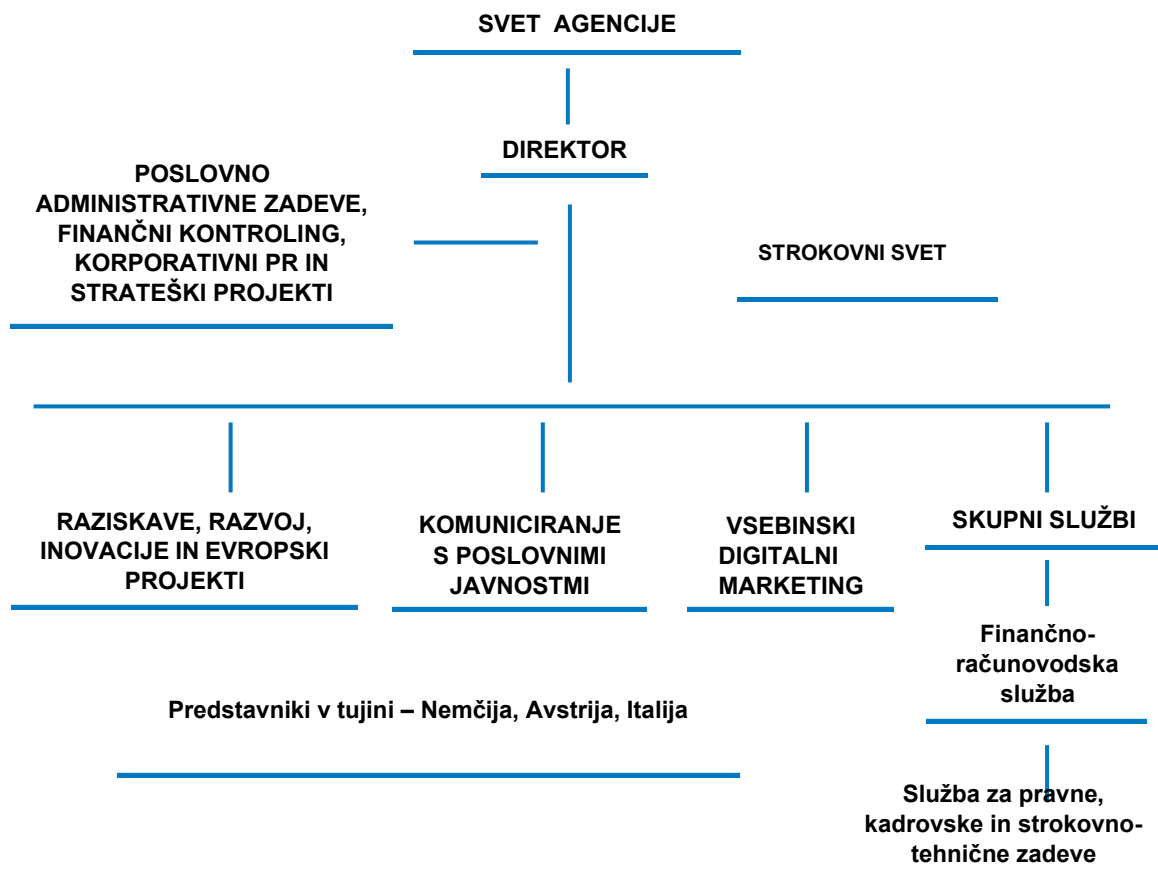 SVET AGENCIJE
DIREKTOR
POSLOVNO
ADMINISTRATIVNE ZADEVE,
FINANČNI KONTROLING,
KORPORATIVNI PR IN
STRATEŠKI PROJEKTI
STROKOVNI SVET
RAZISKAVE, RAZVOJ,
INOVACIJE IN EVROPSKI
PROJEKTI
KOMUNICIRANJE
S POSLOVNIMI
JAVNOSTMI
VSEBINSKI
DIGITALNI
MARKETING
SKUPNI SLUŽBI
Finančno-
računovodska
služba
Predstavniki v tujini – Nemčija, Avstrija, Italija
Služba za pravne,
kadrovske in strokovno-
tehnične zadeve